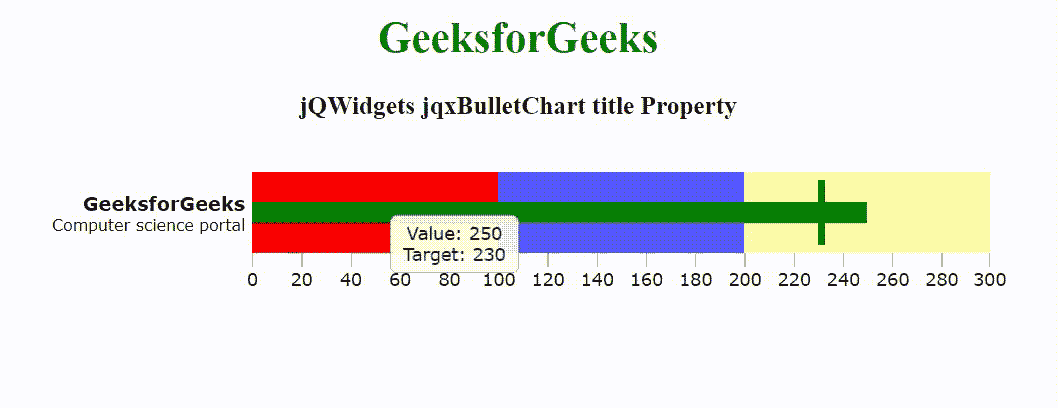 GeeksforGeeks
jQWidgets jqxBulletChart title Property
GeeksforGeeks
Computer science portal
Value: 250
Target: 230
0 20 40 60 80 100 120 140 160 180 200 220 240 260 280 300